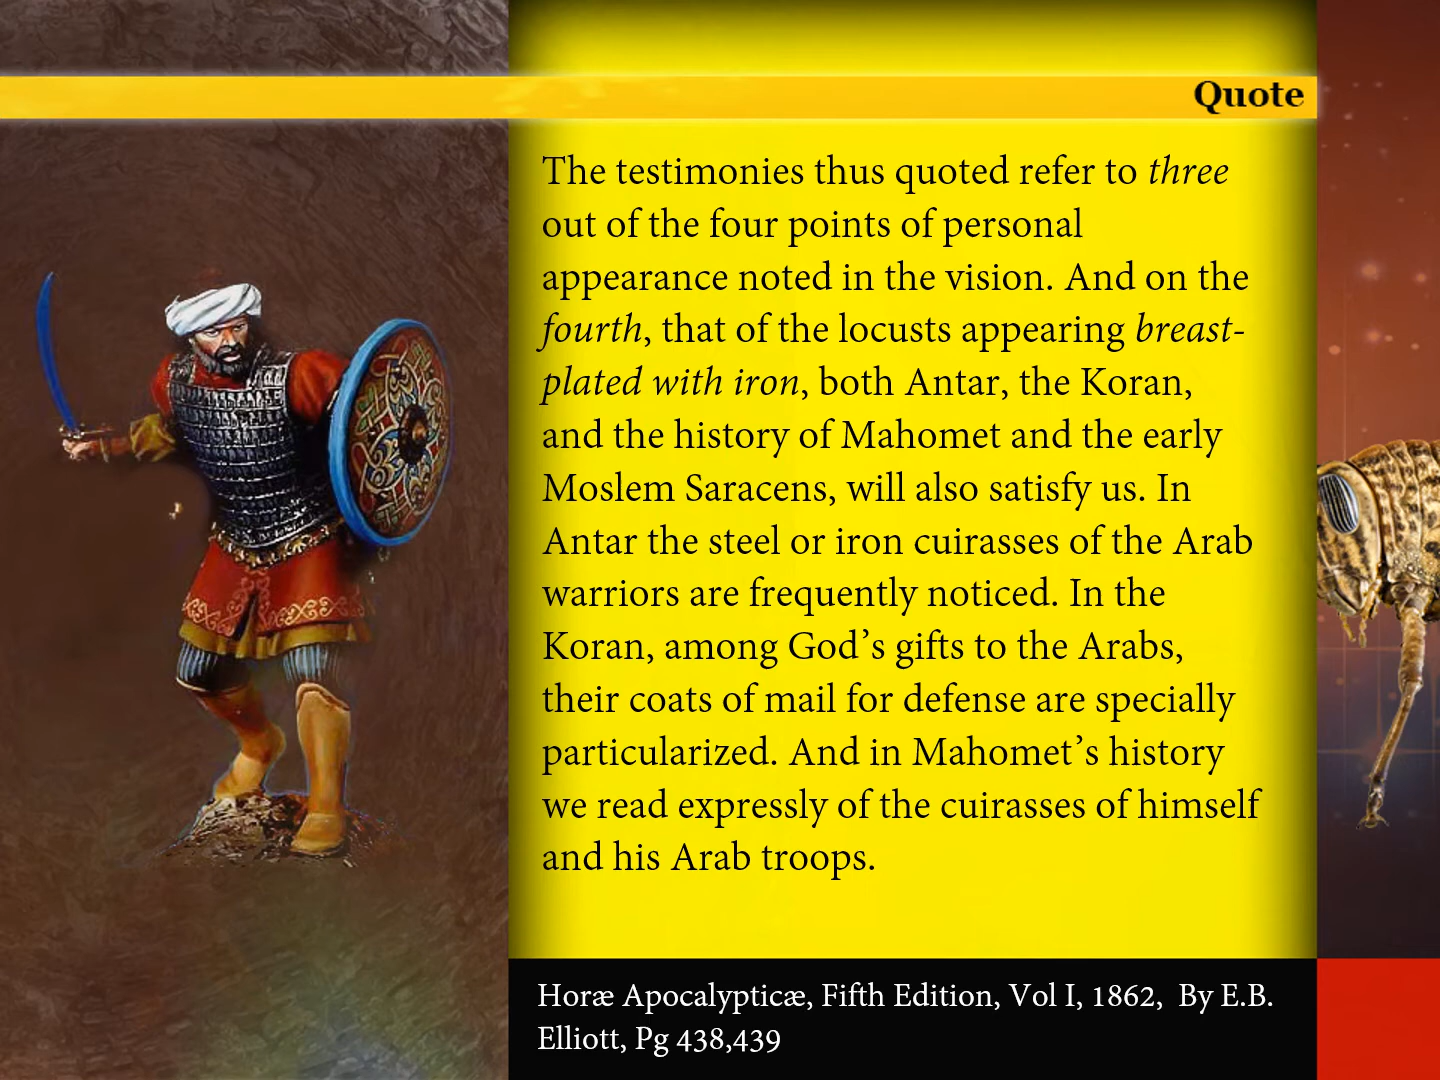 Quote
The testimonies thus quoted refer to three
out of the four points of personal
appearance noted in the vision. And on the
fourth, that of the locusts appearing breast-
plated with iron, both Antar, the Koran,
and the history of Mahomet and the early
Moslem Saracens, will also satisfy us. In
Antar the steel or iron cuirasses of the Arab
warriors are frequently noticed. In the
Koran, among God’s gifts to the Arabs,
their coats of mail for defense are specially
particularized. And in Mahomet’s history
we read expressly of the cuirasses of himself
and his Arab troops.
Horæ Apocalypticæ, Fifth Edition, Vol I, 1862, By E.B.
Elliott, Pg 438,439